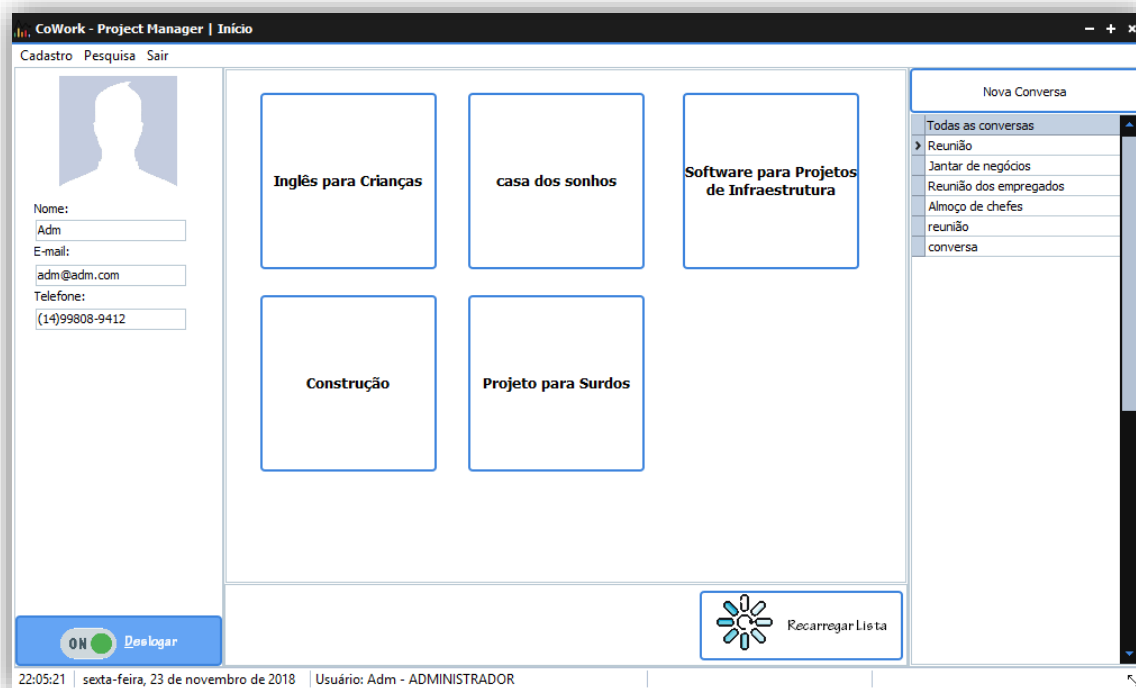 CoWork - Project Manager | Início
Cadastro Pesquisa Sair
Nome:
Adm
E-mail:
adm@adm.com
Telefone:
(14)99808-9412
ON Deslogar
Inglês para Crianças
casa dos sonhos
Software para Projetos
de Infraestrutura
Construção
Projeto para Surdos
Recarregar Lista
Nova Conversa
Todas as conversas
Reunião
Jantar de negócios
Reunião dos empregados
Almoço de chefes
reunião
conversa
22:05:21 sexta-feira, 23 de novembro de 2018 Usuário: Adm - ADMINISTRADOR